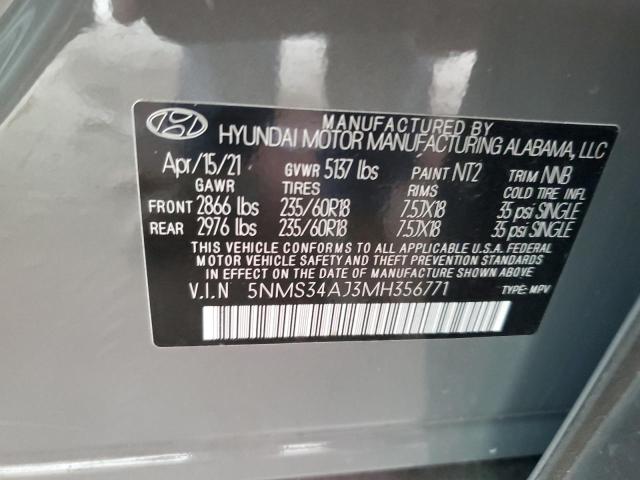 MANUFACTURED BY
HYUNDAI MOTOR MANUFACTURING ALABAMA, LLC
Apr/15/21 GVWR 5137 lbs PAINT NT2 TRIM NNB
GAWR TIRES RIMS COLD TIRE INFL
FRONT 2866 lbs 235/60R18 7.5JX18 35 psi SINGLE
REAR 2976 lbs 235/60R18 7.5JX18 35 psi SINGLE
THIS VEHICLE CONFORMS TO ALL APPLICABLE U.S.A. FEDERAL
MOTOR VEHICLE SAFETY AND THEFT PREVENTION STANDARDS
IN EFFECT ON THE DATE OF MANUFACTURE SHOWN ABOVE.
V.I.N 5NMS34AJ3MH356771 TYPE: MPV